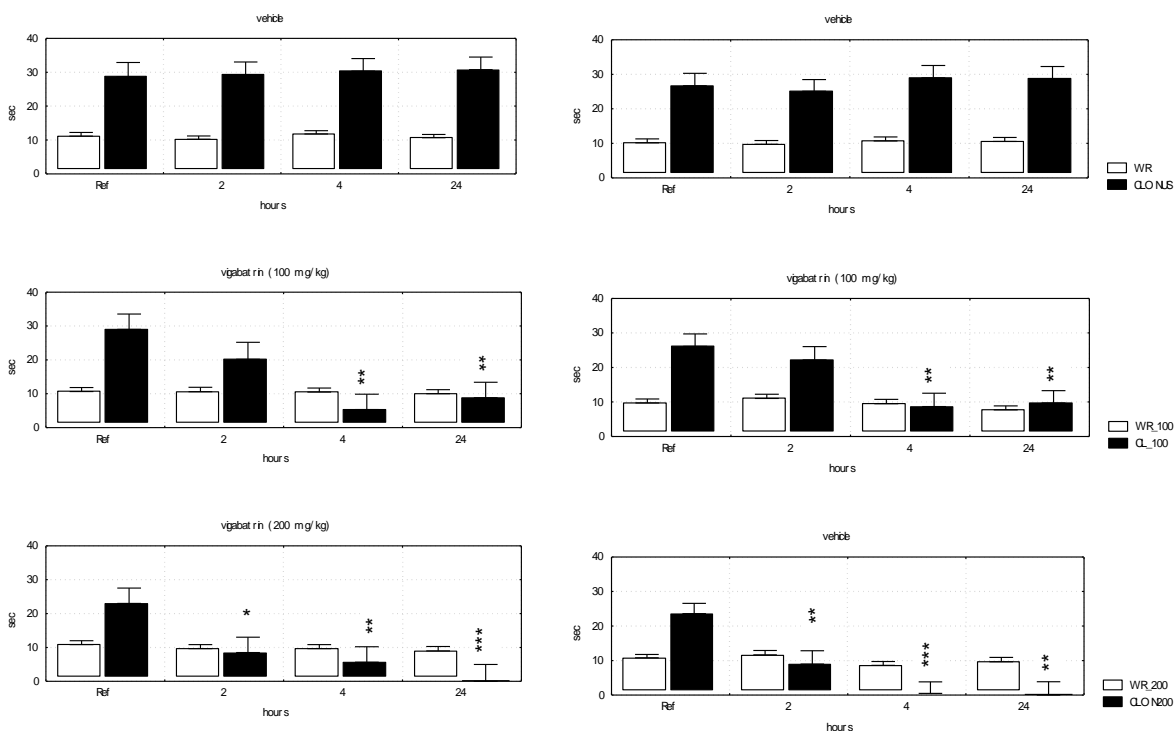 vehicle
40
30
20
10
0
sec
Ref 2 4 24
hours
vehicle
40
30
20
10
0
sec
Ref 2 4 24
hours
WR
CLONUS
vigabatrin (100 mg/kg)
40
30
20
10
0
sec
** **
Ref 2 4 24
hours
vigabatrin (100 mg/kg)
40
30
20
10
0
sec
** **
Ref 2 4 24
hours
WR_100
CL_100
vigabatrin (200 mg/kg)
40
30
20
10
0
sec
* ** ***
Ref 2 4 24
hours
vehicle
40
30
20
10
0
sec
** *** **
Ref 2 4 24
hours
WR_200
CLON200